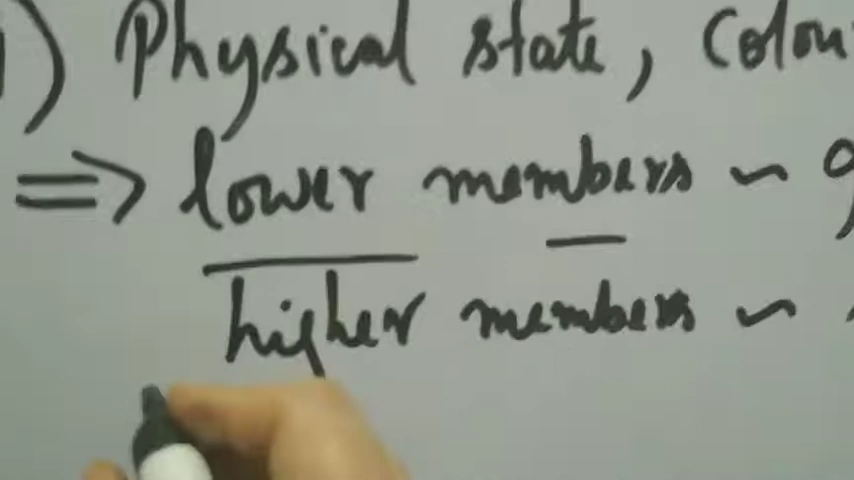 ) Physical state, Colou
⇒ lower members ~ g
higher members ~